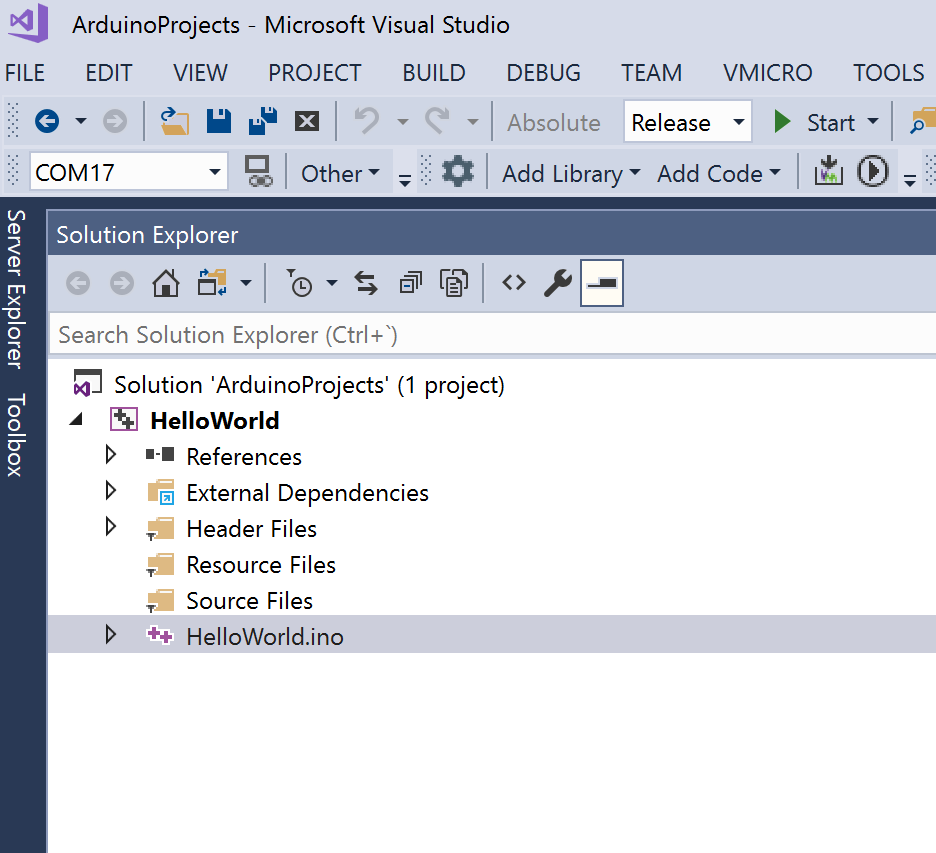 ArduinoProjects - Microsoft Visual Studio
FILE EDIT VIEW PROJECT BUILD DEBUG TEAM VMICRO TOOLS
Absolute Release Start
COM17 Other Add Library Add Code
Server Explorer
Toolbox
Solution Explorer
Search Solution Explorer (Ctrl+`)
Solution 'ArduinoProjects' (1 project)
HelloWorld
References
External Dependencies
Header Files
Resource Files
Source Files
HelloWorld.ino